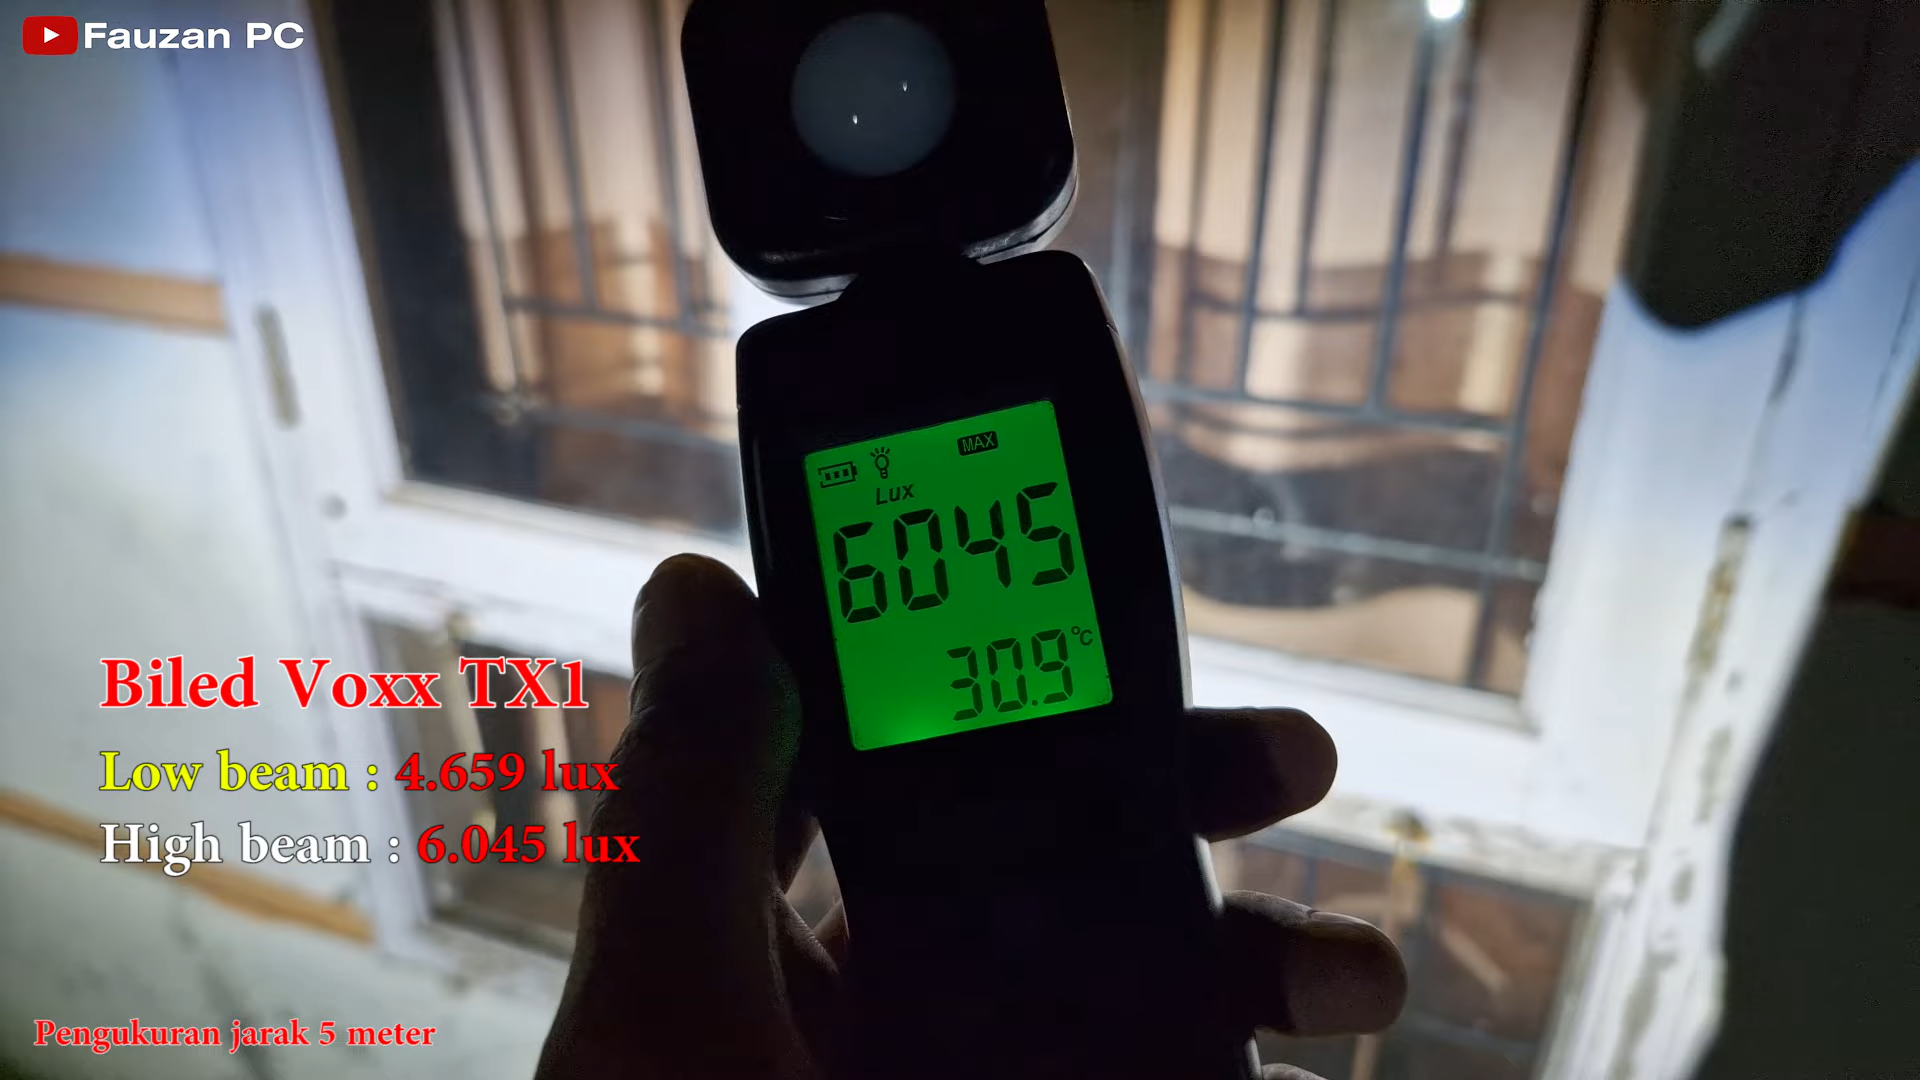 Fauzan PC
MAX
Lux
6045
30.9 °C
Biled Voxx TX1
Low beam : 4.659 lux
High beam : 6.045 lux
Pengukuran jarak 5 meter